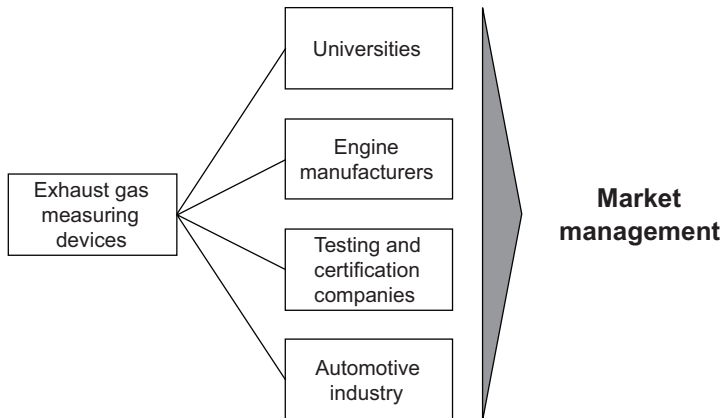 Universities
Engine
manufacturers
Exhaust gas
measuring
devices
Testing and
certification
companies
Automotive
industry
Market
management